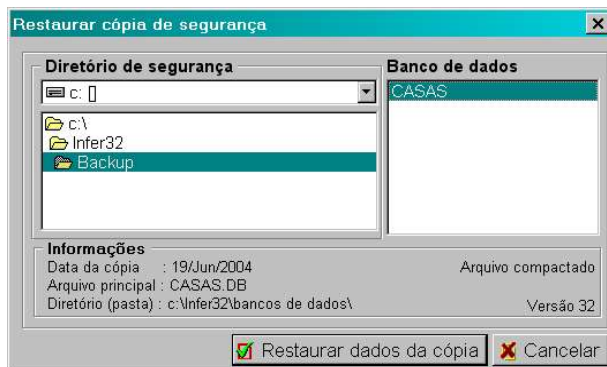 Restaurar cópia de segurança
Diretório de segurança
Banco de dados
c: []
CASAS
c:\
Infer32
Backup
Informações
Data da cópia : 19/Jun/2004
Arquivo compactado
Arquivo principal : CASAS.DB
Diretório (pasta) : c:\Infer32\bancos de dados\
Versão 32
Restaurar dados da cópia
Cancelar